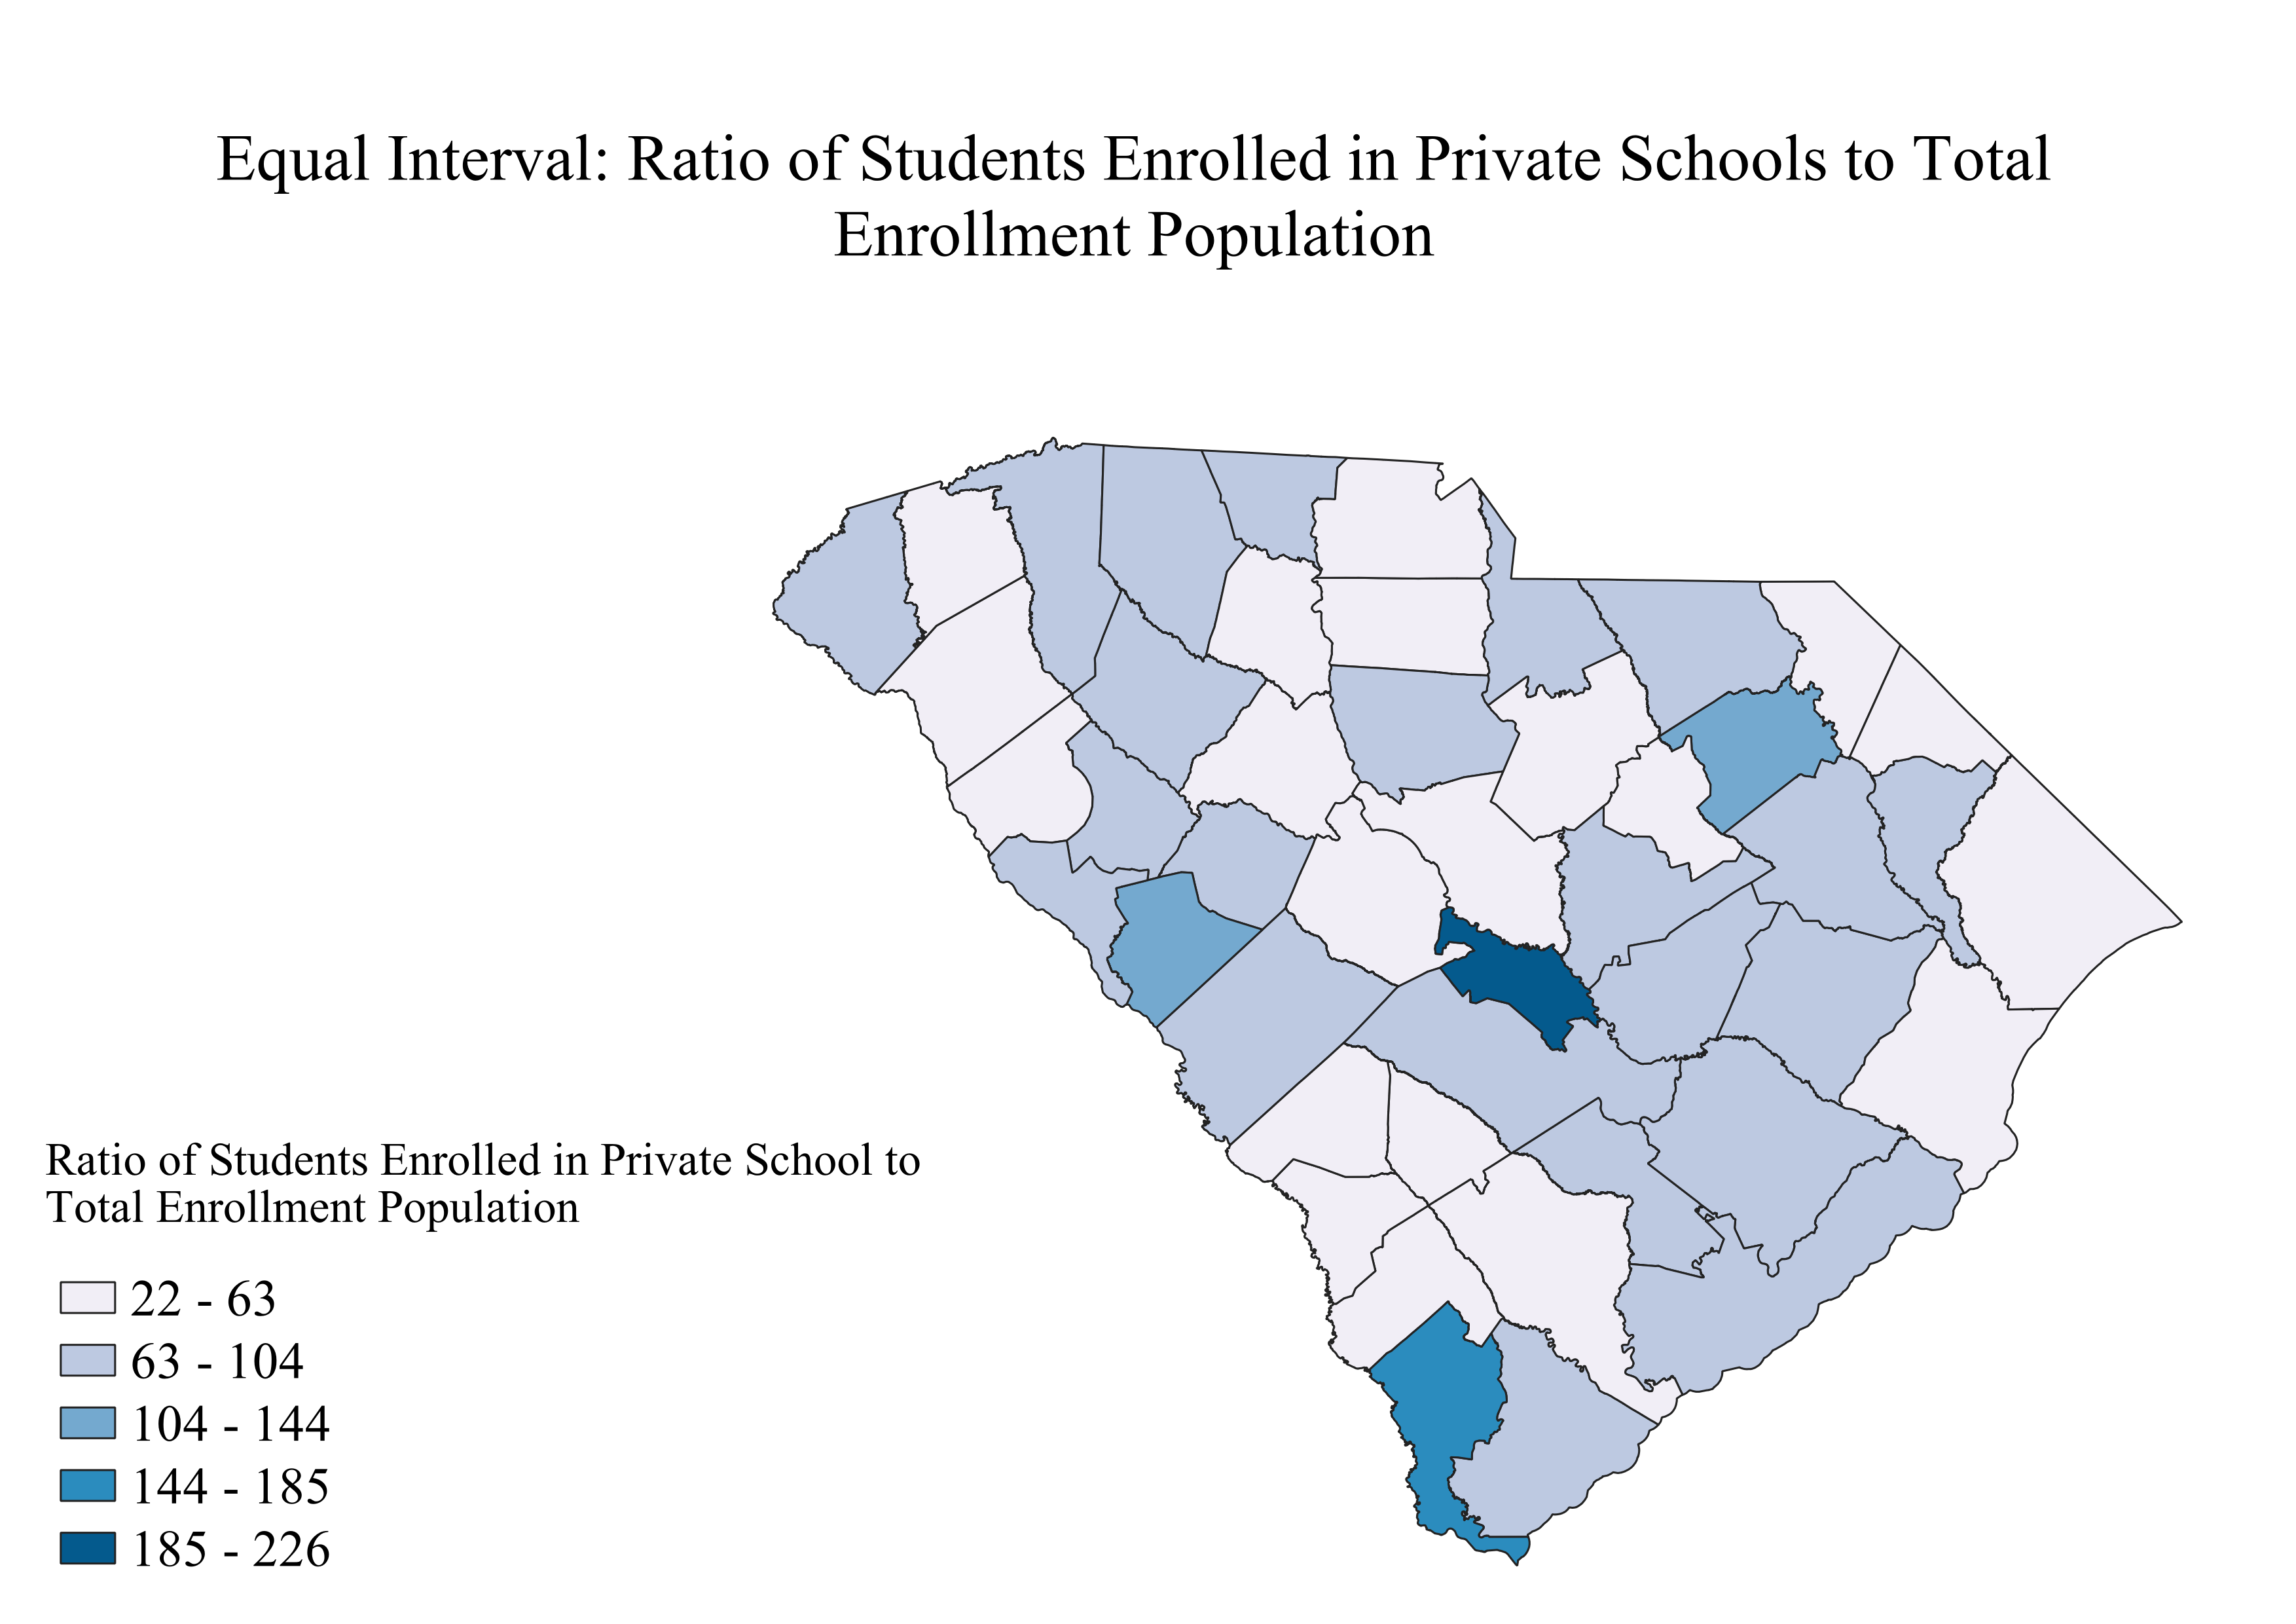 Equal Interval: Ratio of Students Enrolled in Private Schools to Total
Enrollment Population
Ratio of Students Enrolled in Private School to
Total Enrollment Population
22 - 63
63 - 104
104 - 144
144 - 185
185 - 226